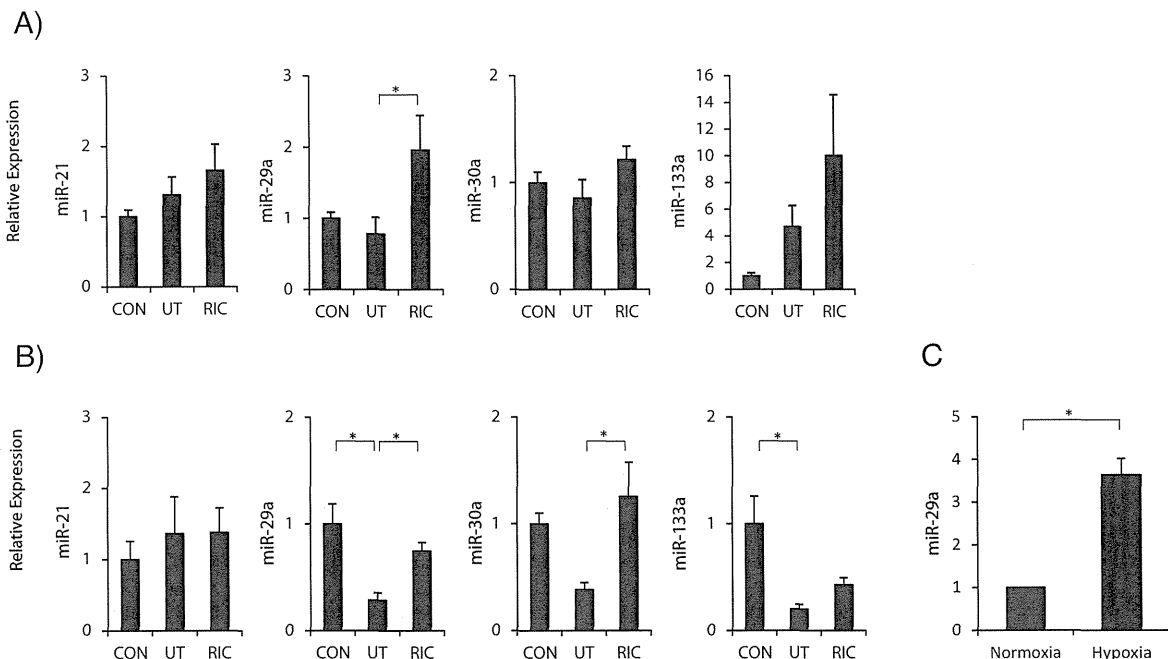 A)
Relative Expression
miR-21
3
2
1
0
CON UT RIC
miR-29a
3
2
1
0
*
CON UT RIC
miR-30a
2
1
0
CON UT RIC
miR-133a
16
14
12
10
8
6
4
2
0
CON UT RIC
B)
Relative Expression
miR-21
3
2
1
0
CON UT RIC
miR-29a
2
1
0
* *
CON UT RIC
miR-30a
2
1
0
*
CON UT RIC
miR-133a
2
1
0
*
CON UT RIC
C
miR-29a
5
4
3
2
1
0
*
Normoxia Hypoxia